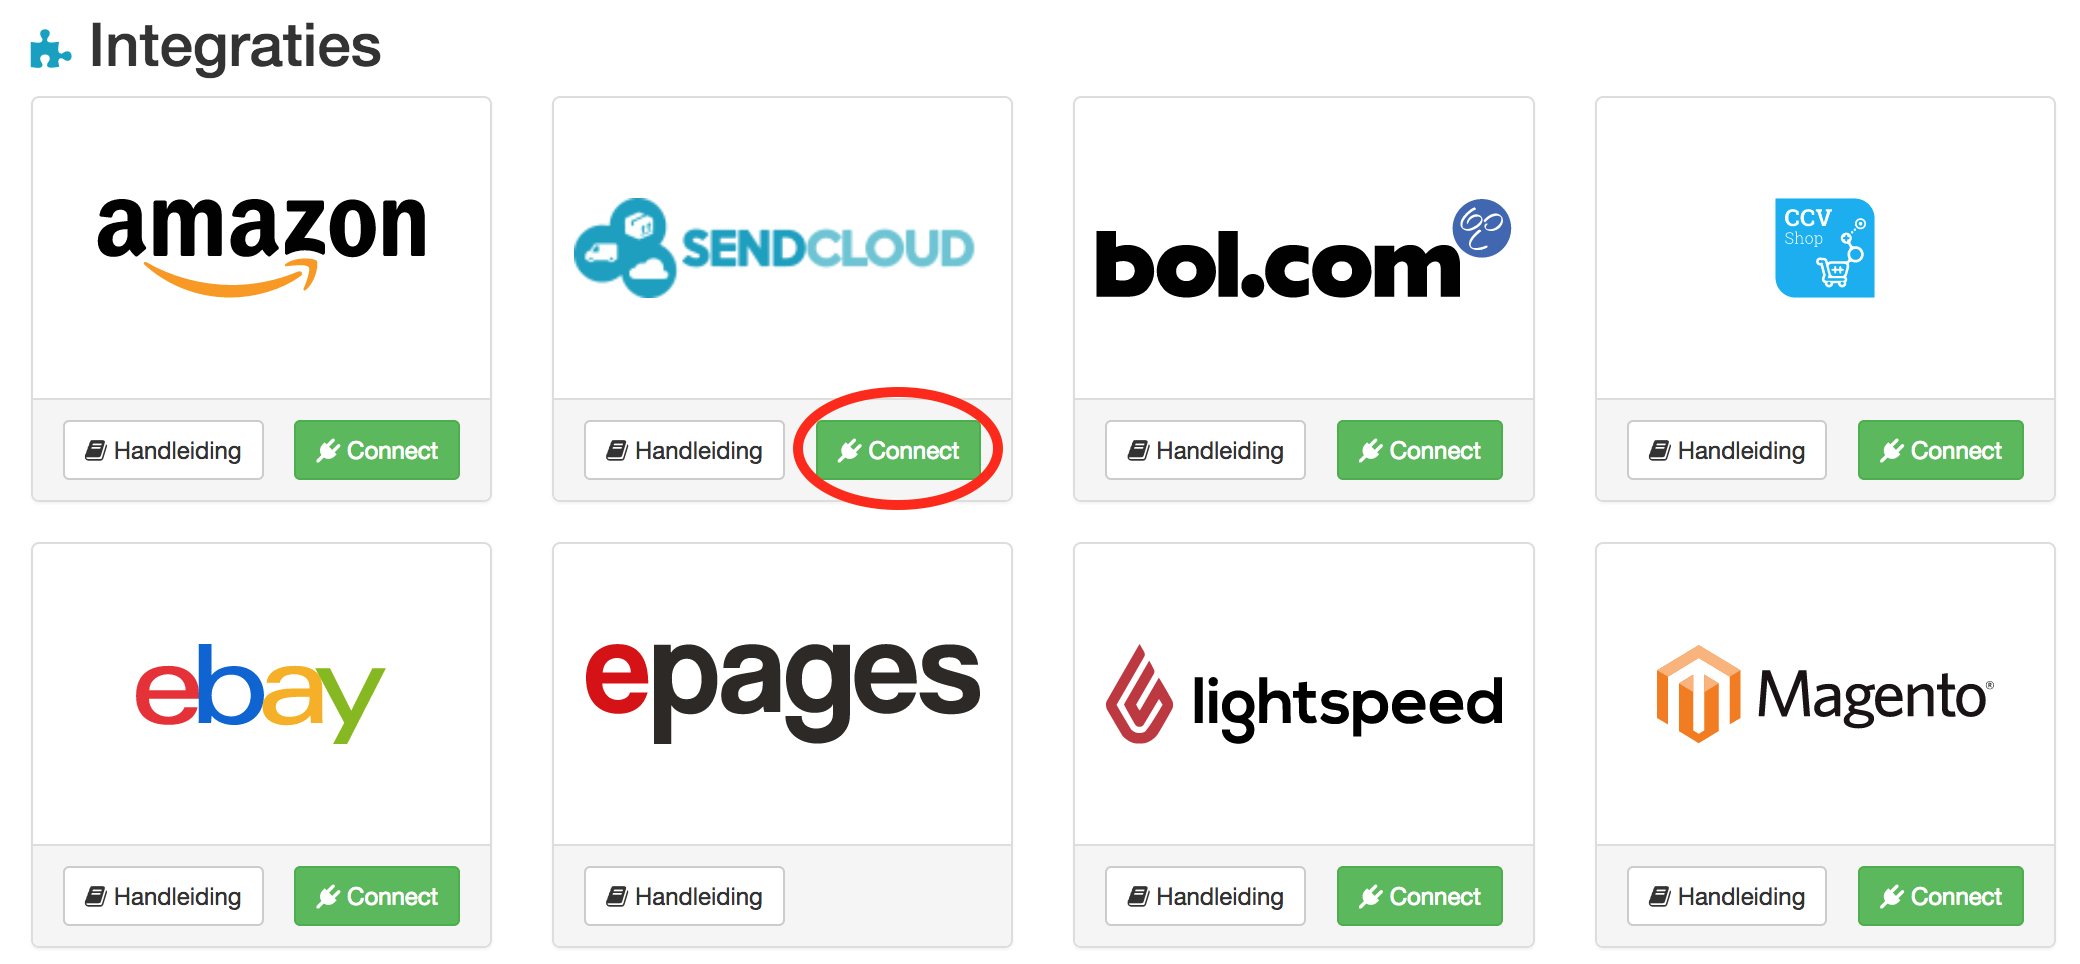 Integraties
amazon
SENDCLOUD
bol.com
CCV
Shop
Handleiding
Connect
Handleiding
Connect
Handleiding
Connect
Handleiding
Connect
ebay
epages
lightspeed
Magento®
Handleiding
Connect
Handleiding
Handleiding
Connect
Handleiding
Connect